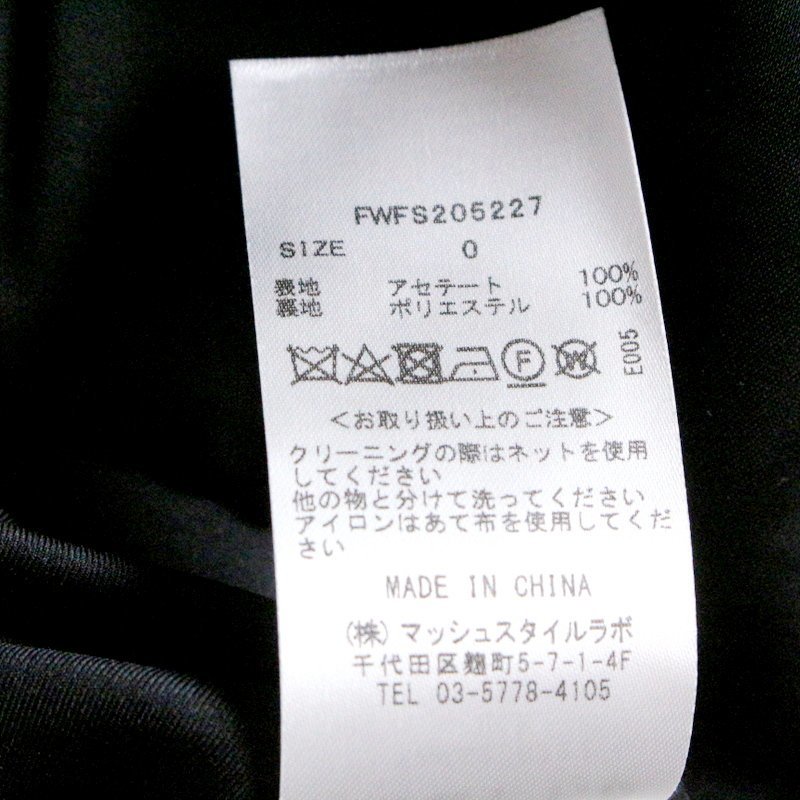 FWFS205227
SIZE 0
表地 アセテート 100%
裏地 ポリエステル 100%
F W E005
<お取り扱い上のご注意>
クリーニングの際はネットを使用
してください
他の物と分けて洗ってください
アイロンはあて布を使用してくだ
さい
MADE IN CHINA
(株)マッシュスタイルラボ
千代田区麹町5-7-1-4F
TEL 03-5778-4105